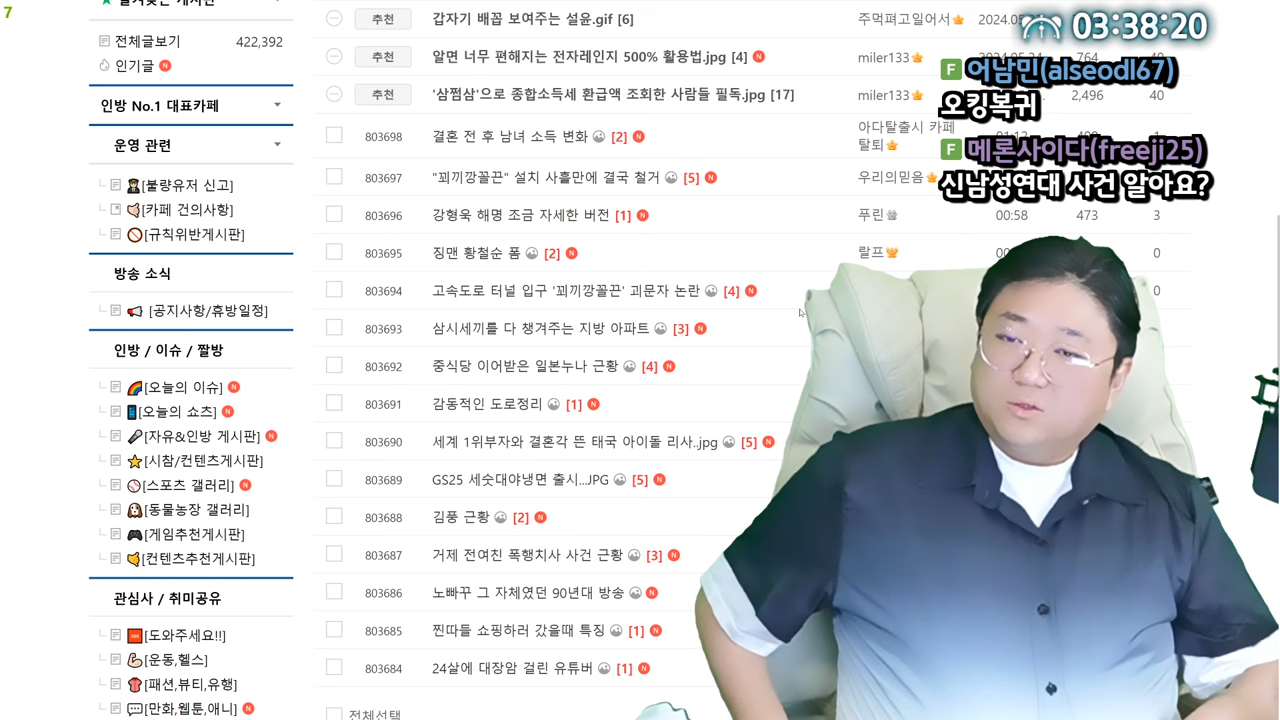 7
전체글보기 422,392
인기글 N
인방 No.1 대표카페
운영 관련
[불량유저 신고]
[카페 건의사항]
[규칙위반게시판]
방송 소식
[공지사항/휴방일정]
인방 / 이슈 / 짤방
[오늘의 이슈] N
[오늘의 쇼츠] N
[자유&인방 게시판] N
[시참/컨텐츠게시판]
[스포츠 갤러리] N
[동물농장 갤러리]
[게임추천게시판]
[컨텐츠추천게시판]
관심사 / 취미공유
[도와주세요!!]
[운동,헬스]
[패션,뷰티,유행]
[만화,웹툰,애니] N
추천 갑자기 배꼽 보여주는 설윤.gif [6] 주먹펴고일어서
추천 알면 너무 편해지는 전자레인지 500% 활용법.jpg [4] N miler133
추천 '삼쩜삼'으로 종합소득세 환급액 조회한 사람들 필독.jpg [17] miler133 2,496 40
803698 결혼 전 후 남녀 소득 변화 [2] N 아다탈출시 카페
탈퇴
803697 "꾀끼깡꼴끈" 설치 사흘만에 결국 철거 [5] N 우리의믿음
803696 강형욱 해명 조금 자세한 버전 [1] N 푸린 00:58 473 3
803695 징맨 황철순 폼 [2] N 랄프 0
803694 고속도로 터널 입구 '꾀끼깡꼴끈' 괴문자 논란 [4] N 0
803693 삼시세끼를 다 챙겨주는 지방 아파트 [3] N
803692 중식당 이어받은 일본누나 근황 [4] N
803691 감동적인 도로정리 [1] N
803690 세계 1위부자와 결혼각 뜬 태국 아이돌 리사..jpg [5] N
803689 GS25 세숫대야냉면 출시...JPG [5] N
803688 김풍 근황 [2] N
803687 거제 전여친 폭행치사 사건 근황 [3] N
803686 노빠꾸 그 자체였던 90년대 방송 N
803685 찐따들 쇼핑하러 갔을때 특징 [1] N
803684 24살에 대장암 걸린 유튜버 [1] N
전체선택
03:38:20
F 어남민(alseodl67)
오킹복귀
F 메론사이다(freeji25)
신남성연대 사건 알아요?